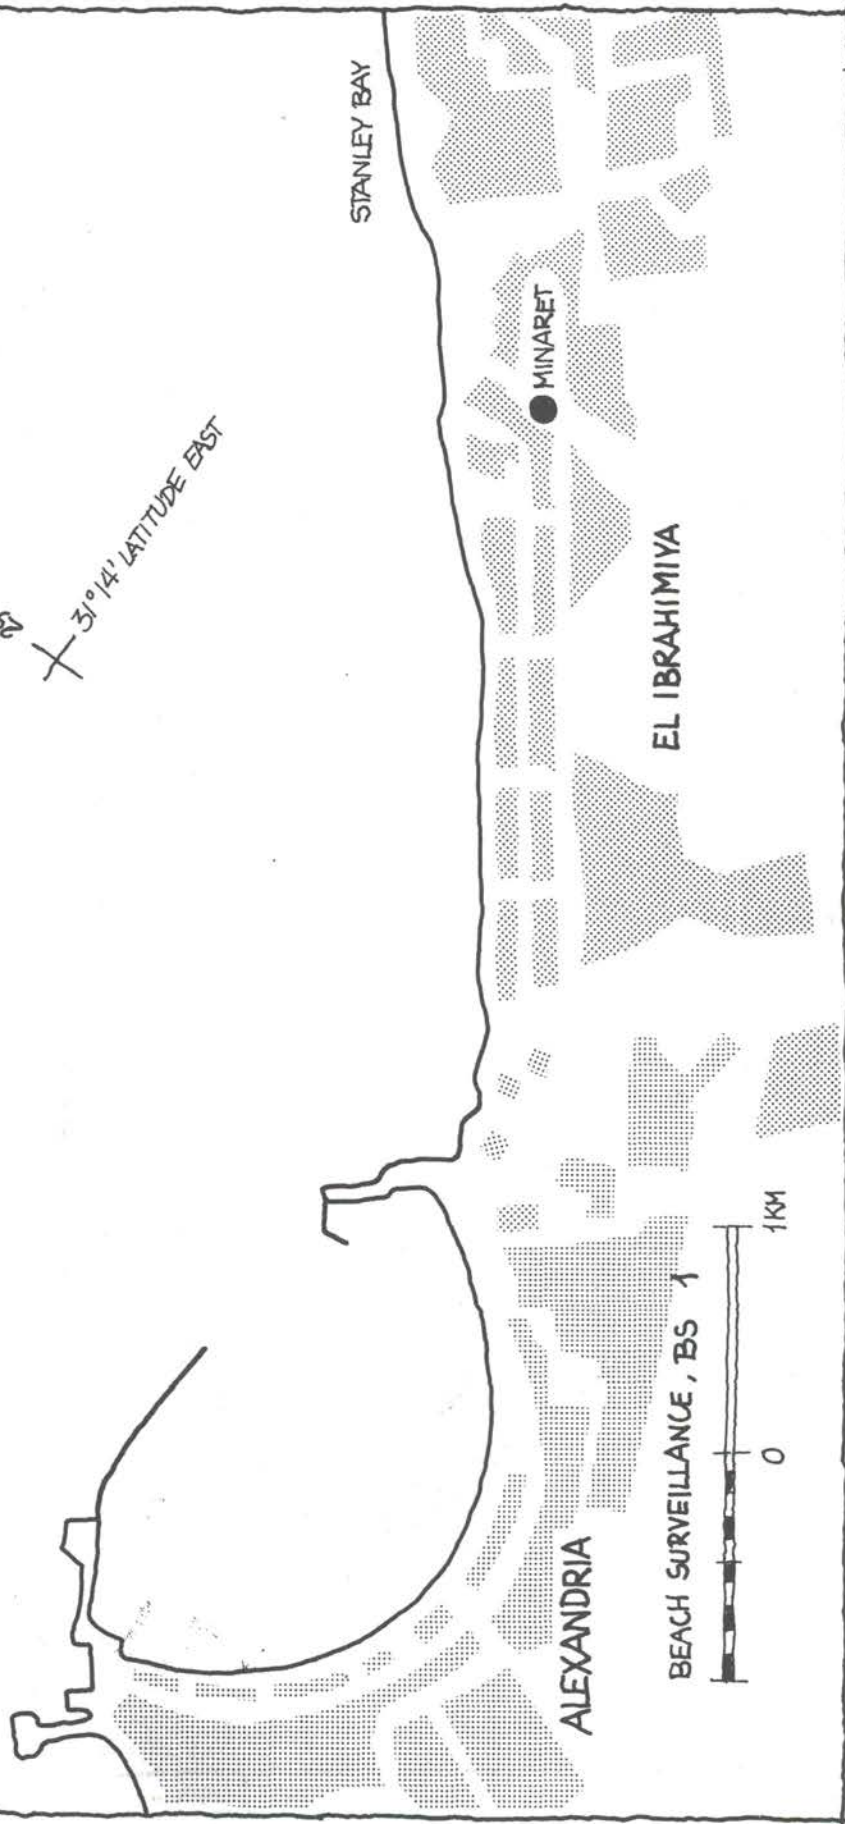 STANLEY BAY
31°14' LATITUDE EAST
MINARET
EL IBRAHIMIYA
ALEXANDRIA
BEACH SURVEILLANCE, BS 1
0
1KM